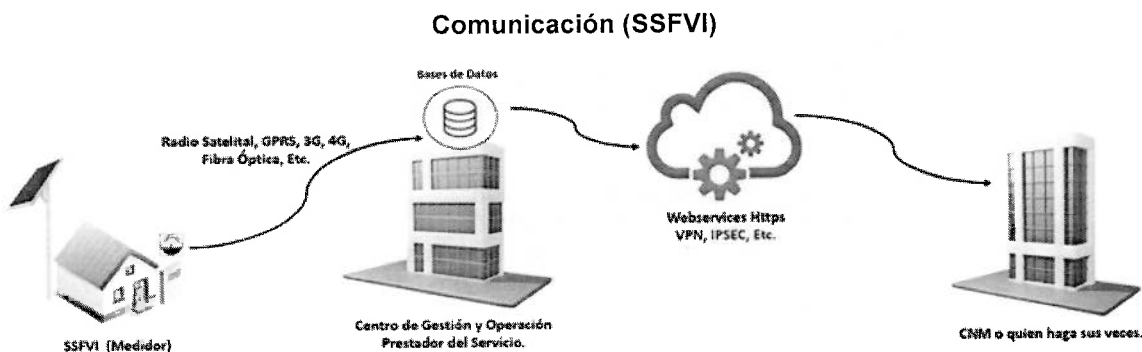 Comunicación (SSFVI)
Bases de Datos
Radio Satelital, GPRS, 3G, 4G,
Fibra Óptica, Etc.
Webservices Https
VPN, IPSEC, Etc.
Centro de Gestión y Operación
Prestador del Servicio.
CNM o quien haga sus veces.
SSFVI (Medidor)